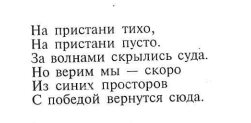 На пристани тихо,
На пристани пусто.
За волнами скрылись суда.
Но верим мы — скоро
Из синих просторов
С победой вернутся сюда.